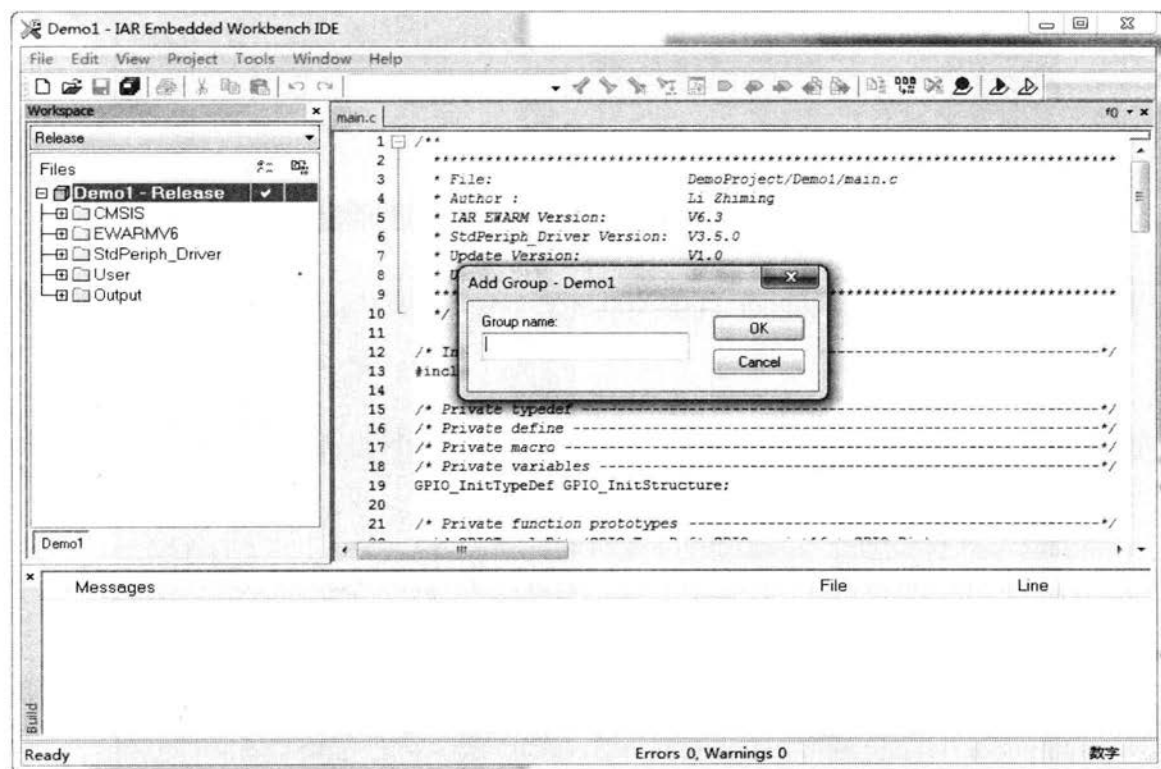 Demo1 - IAR Embedded Workbench IDE
File Edit View Project Tools Window Help
Workspace
Release
Files
Demo1 - Release
CMSIS
EWARMV6
StdPeriph_Driver
User
Output
Demo1
main.c
f()
1 /**
2 ******************************************************************************
3 * File: DemoProject/Demo1/main.c
4 * Author : Li Zhiming
5 * IAR EWARM Version: V6.3
6 * StdPeriph_Driver Version: V3.5.0
7 * Update Version: V1.0
8 *
9 ******************************************************************************
10 */
11
12 /* In ----------------------------------*/
13 #incl
14
15 /* Private typedef -----------------------------------------------------------*/
16 /* Private define ------------------------------------------------------------*/
17 /* Private macro -------------------------------------------------------------*/
18 /* Private variables ---------------------------------------------------------*/
19 GPIO_InitTypeDef GPIO_InitStructure;
20
21 /* Private function prototypes -----------------------------------------------*/
Add Group - Demo1
Group name:
OK
Cancel
Messages File Line
Build
Ready Errors 0, Warnings 0 数字